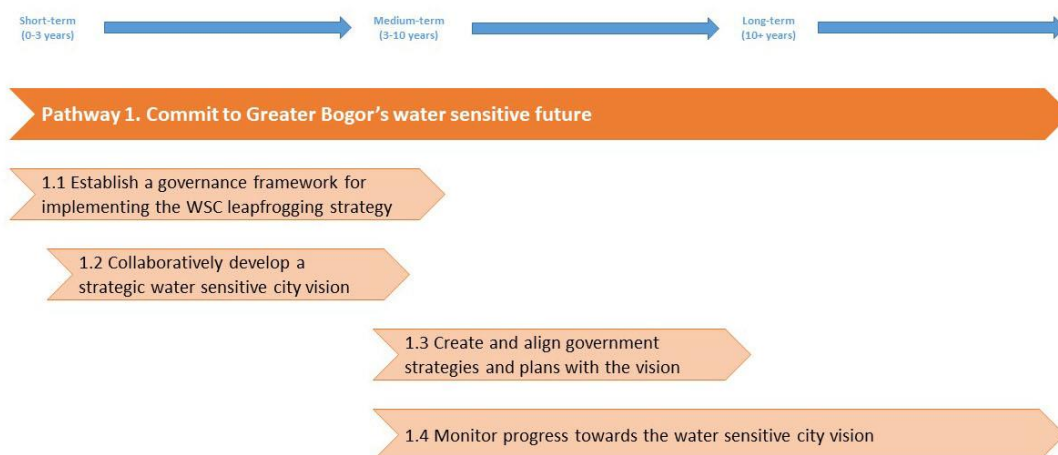 Short-term
(0-3 years)
Medium-term
(3-10 years)
Long-term
(10+ years)
Pathway 1. Commit to Greater Bogor's water sensitive future
1.1 Establish a governance framework for
implementing the WSC leapfrogging strategy
1.2 Collaboratively develop a
strategic water sensitive city vision
1.3 Create and align government
strategies and plans with the vision
1.4 Monitor progress towards the water sensitive city vision